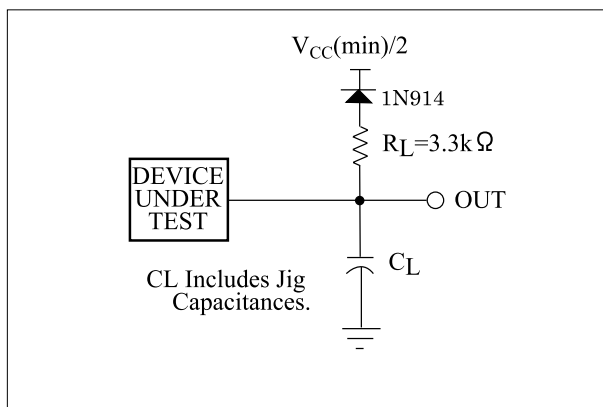 VCC(min)/2
1N914
RL=3.3kΩ
DEVICE
UNDER
TEST
OUT
CL
CL Includes Jig
Capacitances.